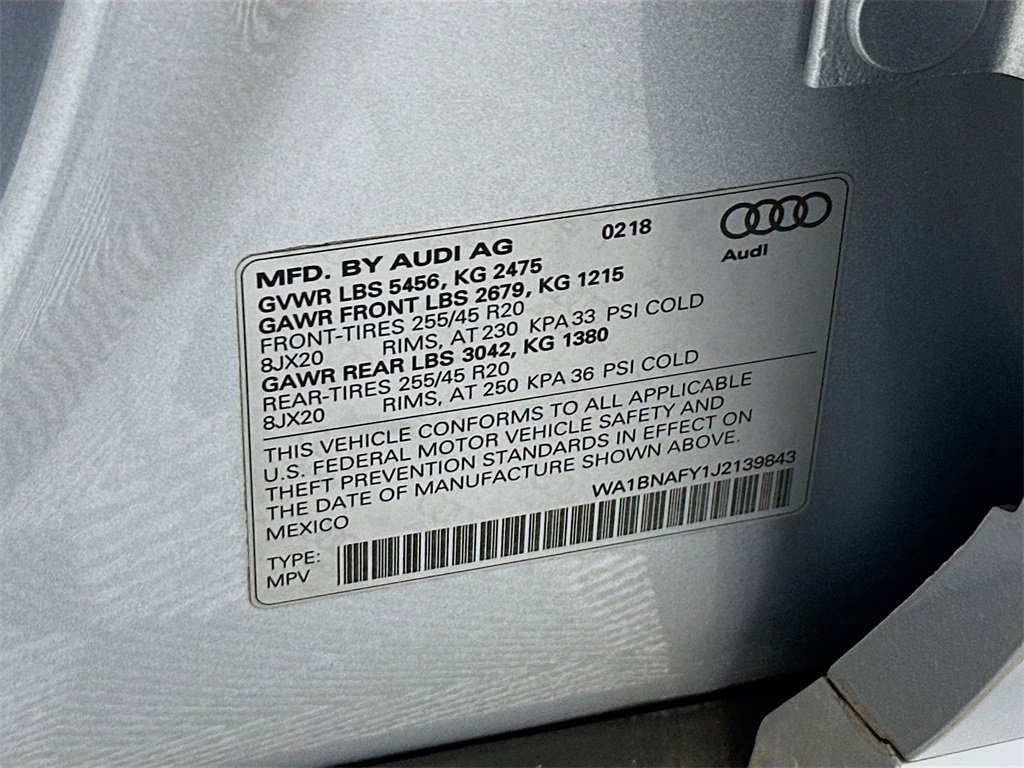 MFD. BY AUDI AG 0218
Audi
GVWR LBS 5456, KG 2475
GAWR FRONT LBS 2679, KG 1215
FRONT-TIRES 255/45 R20
8JX20 RIMS, AT 230 KPA 33 PSI COLD
GAWR REAR LBS 3042, KG 1380
REAR-TIRES 255/45 R20
8JX20 RIMS, AT 250 KPA 36 PSI COLD
THIS VEHICLE CONFORMS TO ALL APPLICABLE
U.S. FEDERAL MOTOR VEHICLE SAFETY AND
THEFT PREVENTION STANDARDS IN EFFECT ON
THE DATE OF MANUFACTURE SHOWN ABOVE.
MEXICO WA1BNAFY1J2139843
TYPE:
MPV